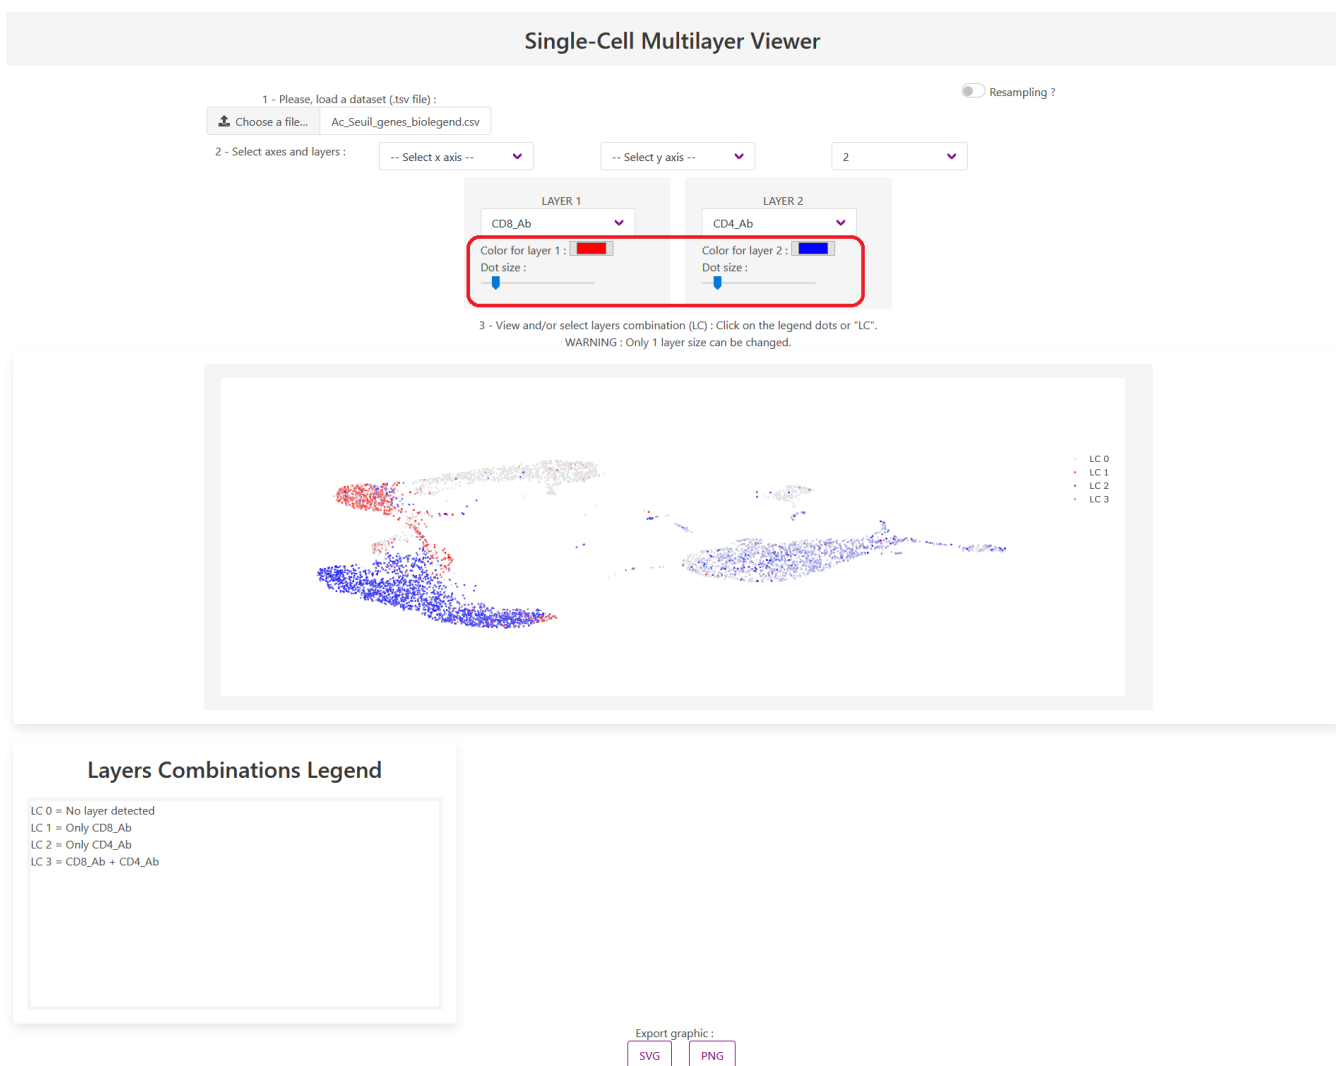 Single-Cell Multilayer Viewer
Resampling ?
1 - Please, load a dataset (.tsv file) :
Choose a file... Ac_Seuil_genes_biolegend.csv
2 - Select axes and layers : -- Select x axis -- -- Select y axis -- 2
LAYER 1 LAYER 2
CD8_Ab CD4_Ab
Color for layer 1 : Color for layer 2 :
Dot size : Dot size :
3 - View and/or select layers combination (LC) : Click on the legend dots or "LC".
WARNING : Only 1 layer size can be changed.
LC 0
LC 1
LC 2
LC 3
Layers Combinations Legend
LC 0 = No layer detected
LC 1 = Only CD8_Ab
LC 2 = Only CD4_Ab
LC 3 = CD8_Ab + CD4_Ab
Export graphic :
SVG PNG